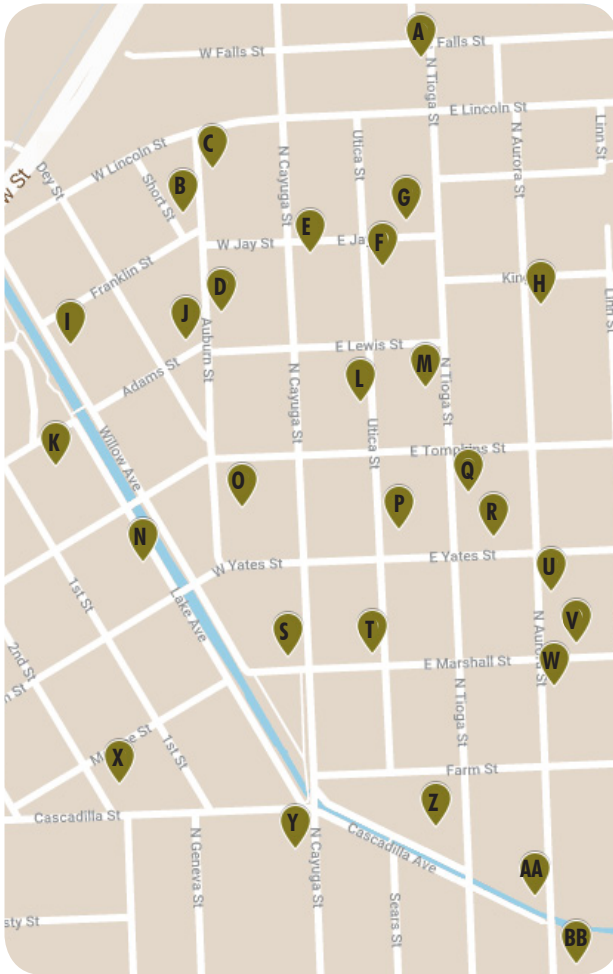 A
W Falls St
Falls St
N Tioga St
E Lincoln St
W Lincoln St
C
Utica St
N Aurora St
Linn St
w St
Dey St
Short St
B
N Cayuga St
G
E
W Jay St
E Ja
F
Franklin St
D
King
H
Linn St
I
J
Auburn St
E Lewis St
M
Adams St
L
N Cayuga St
N Tioga St
Utica St
K
Willow Ave
E Tompkins St
Q
O
P
R
N
E Yates St
W Yates St
U
1st St
Lake Ave
S
T
V
N Aurora St
2nd St
E Marshall St
W
n St
N Tioga St
M
e St
X
1st St
Farm St
Z
Cascadilla St
Y
Cascadilla Ave
N Geneva St
N Cayuga St
AA
Sears St
sty St
BB